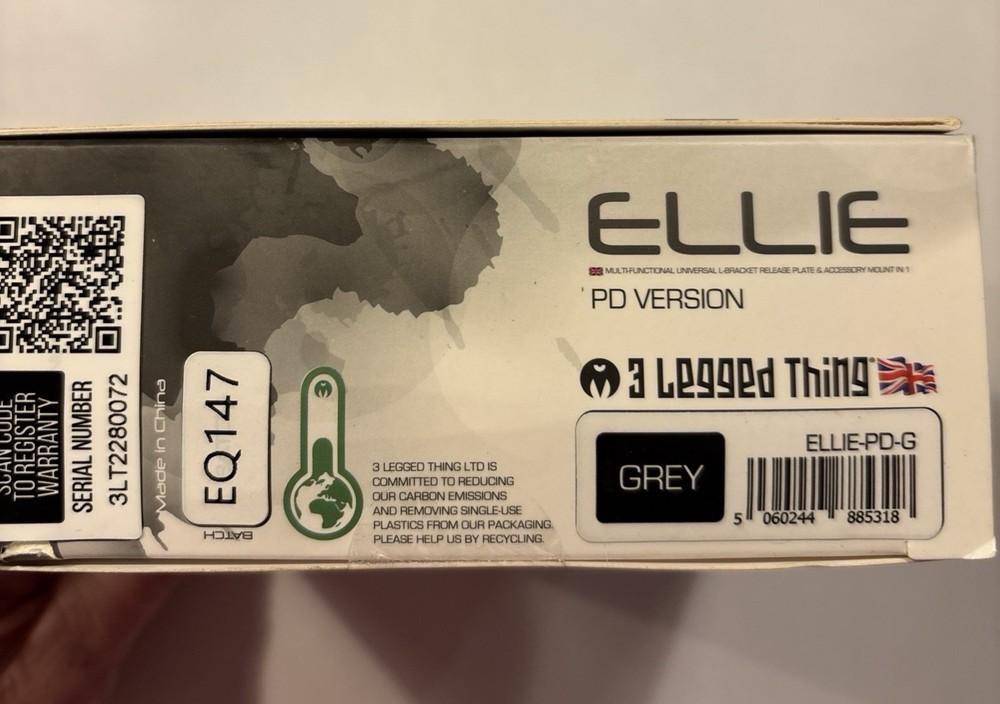 ELLIE
MULTI-FUNCTIONAL UNIVERSAL L-BRACKET RELEASE PLATE & ACCESSORY MOUNT IN 1
PD VERSION
3 Legged Thing®
GREY
ELLIE-PD-G
5 060244 885318
3 LEGGED THING LTD IS
COMMITTED TO REDUCING
OUR CARBON EMISSIONS
AND REMOVING SINGLE-USE
PLASTICS FROM OUR PACKAGING.
PLEASE HELP US BY RECYCLING.
EQ147
BATCH
Made in China
SCAN CODE
TO REGISTER
WARRANTY
SERIAL NUMBER
3LT2280072